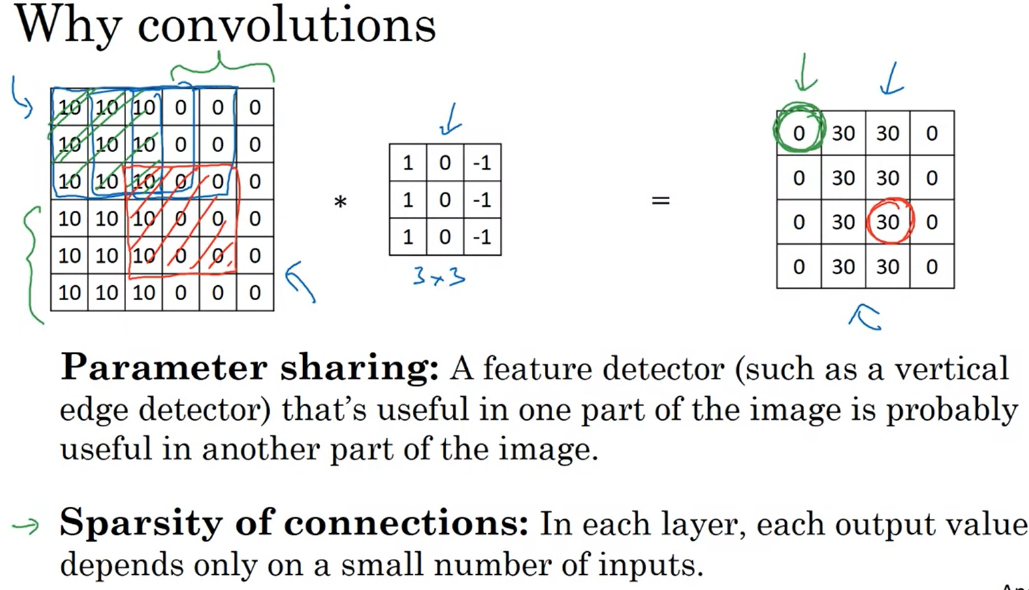 Why convolutions
10 10 10 0 0 0
10 10 10 0 0 0
10 10 10 0 0 0
10 10 10 0 0 0
10 10 10 0 0 0
10 10 10 0 0 0
*
1 0 -1
1 0 -1
1 0 -1
3×3
=
0 30 30 0
0 30 30 0
0 30 30 0
0 30 30 0
Parameter sharing: A feature detector (such as a vertical
edge detector) that’s useful in one part of the image is probably
useful in another part of the image.
→ Sparsity of connections: In each layer, each output value
depends only on a small number of inputs.